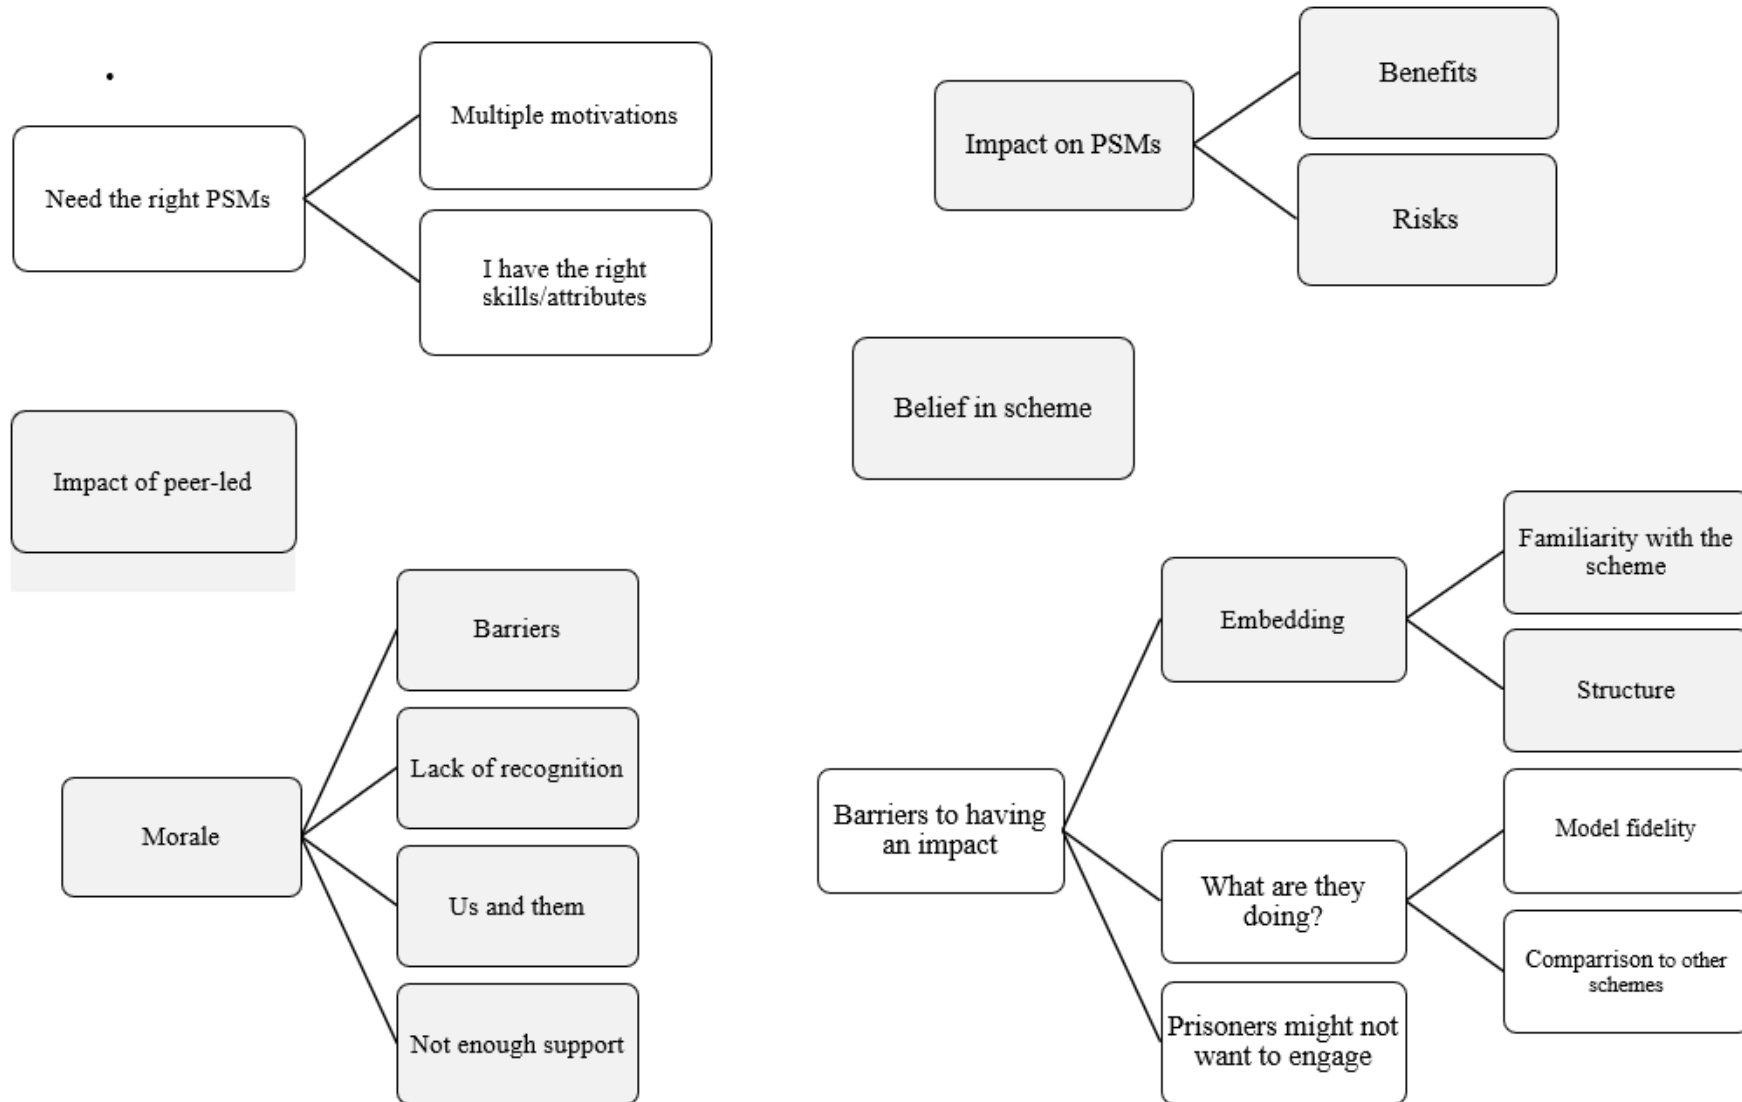 Need the right PSMs
Multiple motivations
I have the right
skills/attributes
Impact on PSMs
Benefits
Risks
Belief in scheme
Impact of peer-led
Morale
Barriers
Lack of recognition
Us and them
Not enough support
Barriers to having
an impact
Embedding
Familiarity with the
scheme
Structure
What are they
doing?
Model fidelity
Comparrison to other
schemes
Prisoners might not
want to engage